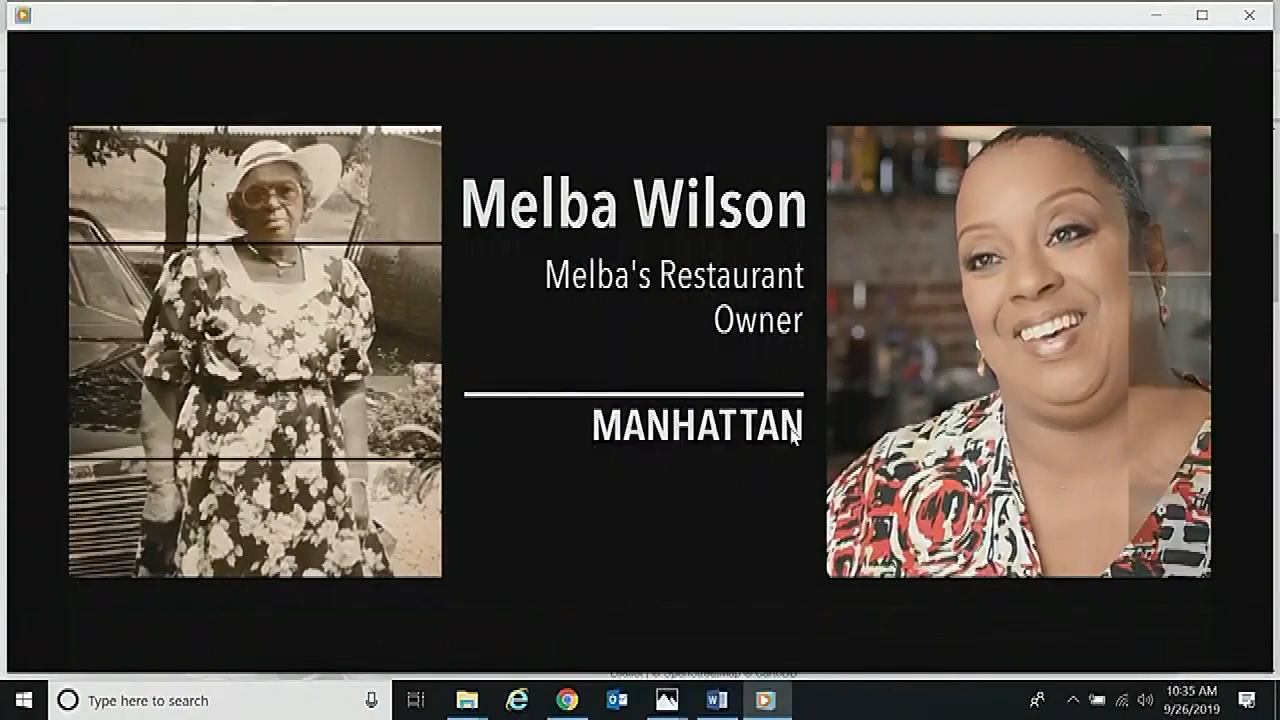 Melba Wilson
Melba's Restaurant
Owner
MANHATTAN
Type here to search
10:35 AM
9/26/2019